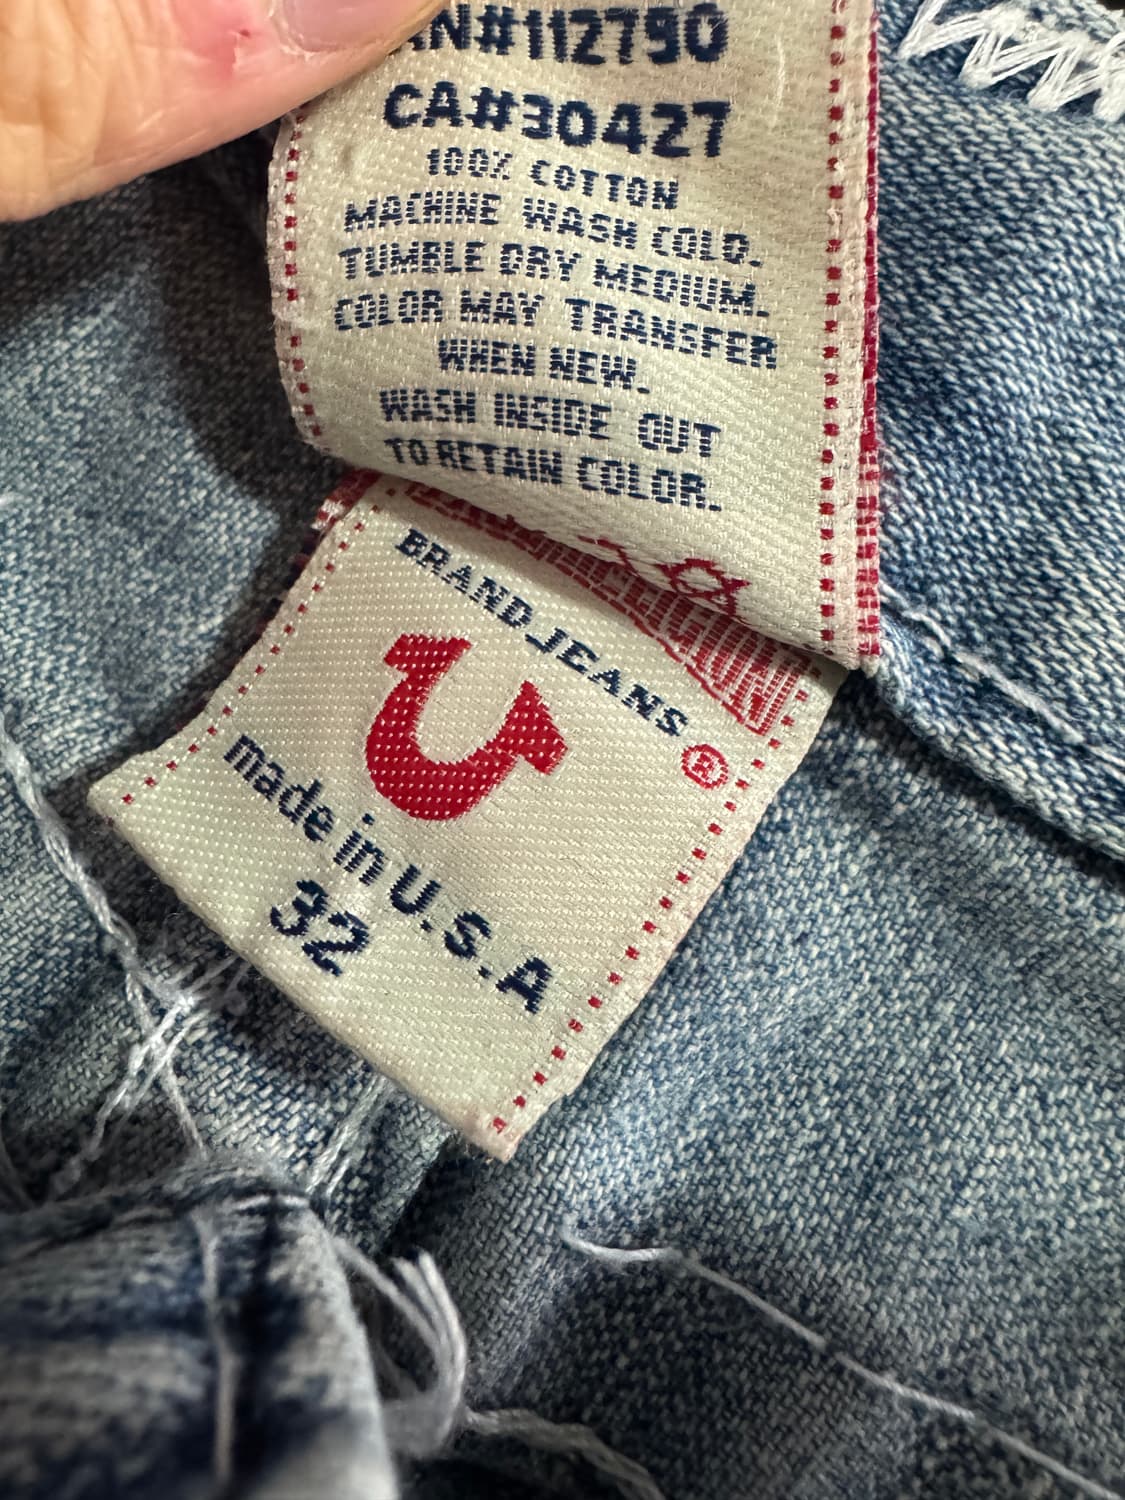 RN#112790
CA#30427
100% COTTON
MACHINE WASH COLD.
TUMBLE DRY MEDIUM.
COLOR MAY TRANSFER
WHEN NEW.
WASH INSIDE OUT
TO RETAIN COLOR.
BRAND JEANS
®
made in U.S.A
32